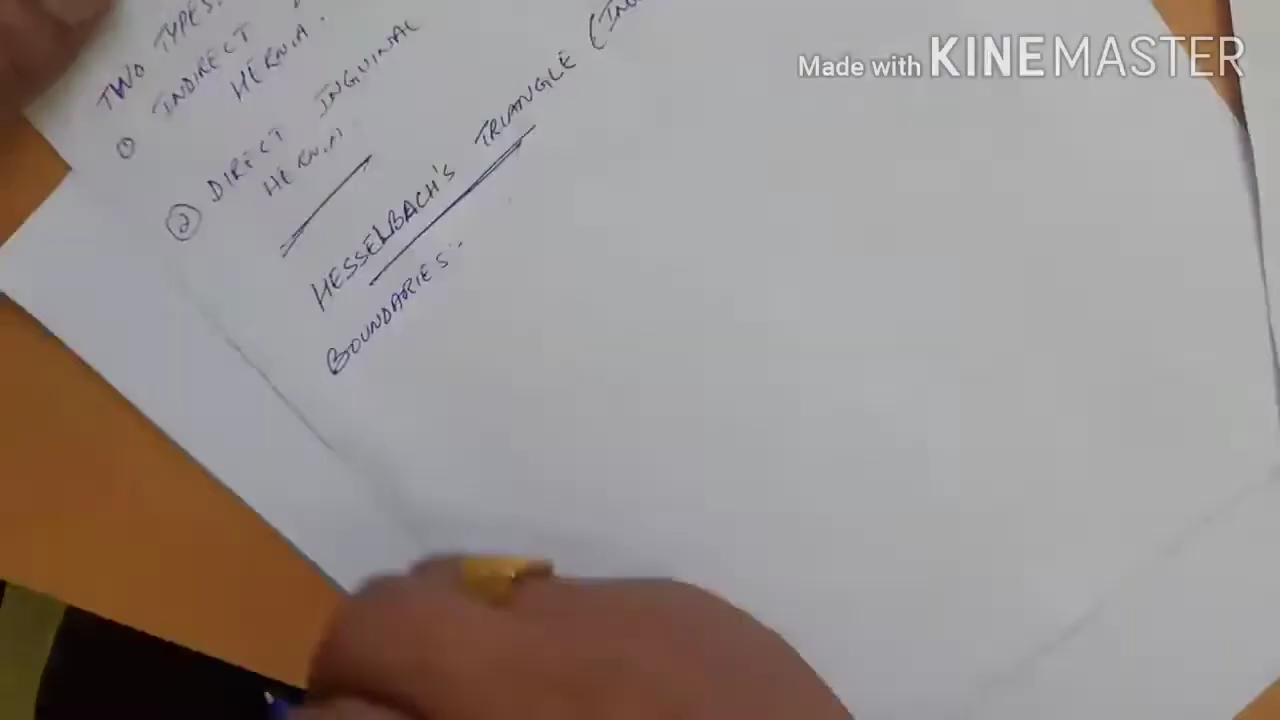 Made with KINEMASTER
TWO TYPES.
① INDIRECT
HERNIA.
② DIRECT INGUINAL
HERNIA
HESSELBACH'S TRIANGLE
BOUNDARIES:-